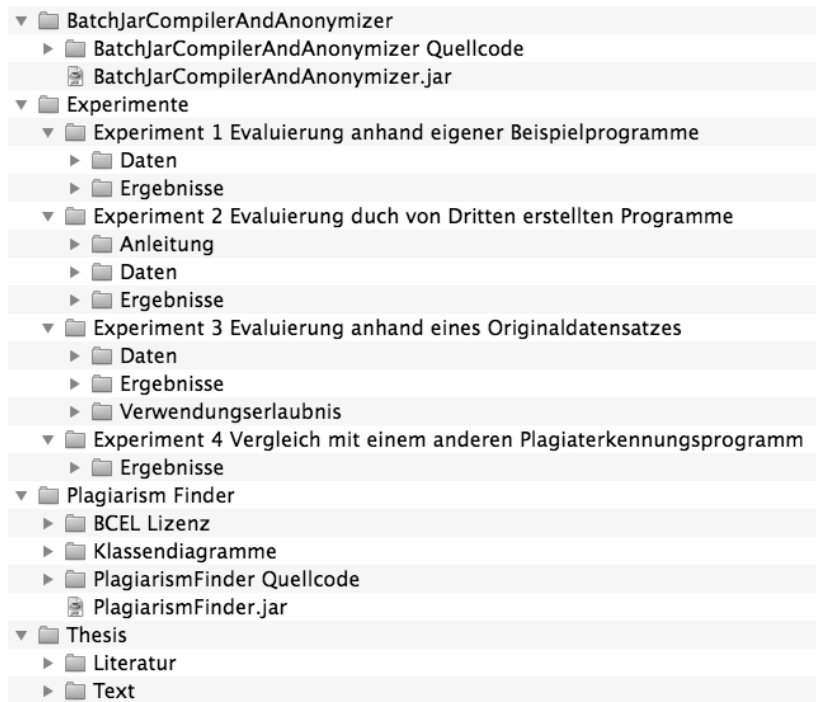 BatchJarCompilerAndAnonymizer
BatchJarCompilerAndAnonymizer Quellcode
BatchJarCompilerAndAnonymizer.jar
Experimente
Experiment 1 Evaluierung anhand eigener Beispielprogramme
Daten
Ergebnisse
Experiment 2 Evaluierung duch von Dritten erstellten Programme
Anleitung
Daten
Ergebnisse
Experiment 3 Evaluierung anhand eines Originaldatensatzes
Daten
Ergebnisse
Verwendungserlaubnis
Experiment 4 Vergleich mit einem anderen Plagiaterkennungsprogramm
Ergebnisse
Plagiarism Finder
BCEL Lizenz
Klassendiagramme
PlagiarismFinder Quellcode
PlagiarismFinder.jar
Thesis
Literatur
Text